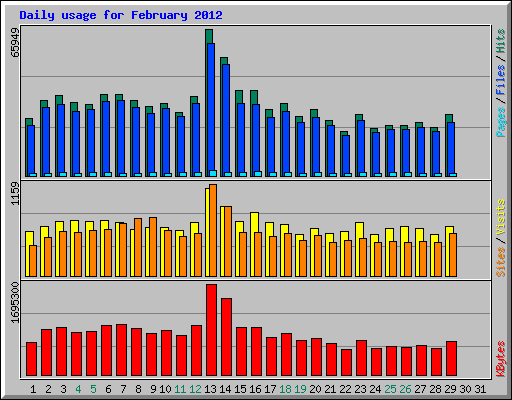 Daily usage for February 2012
65949
Pages / Files / Hits
1159
Sites / Visits
1695300
KBytes
1 2 3 4 5 6 7 8 9 10 11 12 13 14 15 16 17 18 19 20 21 22 23 24 25 26 27 28 29 30 31